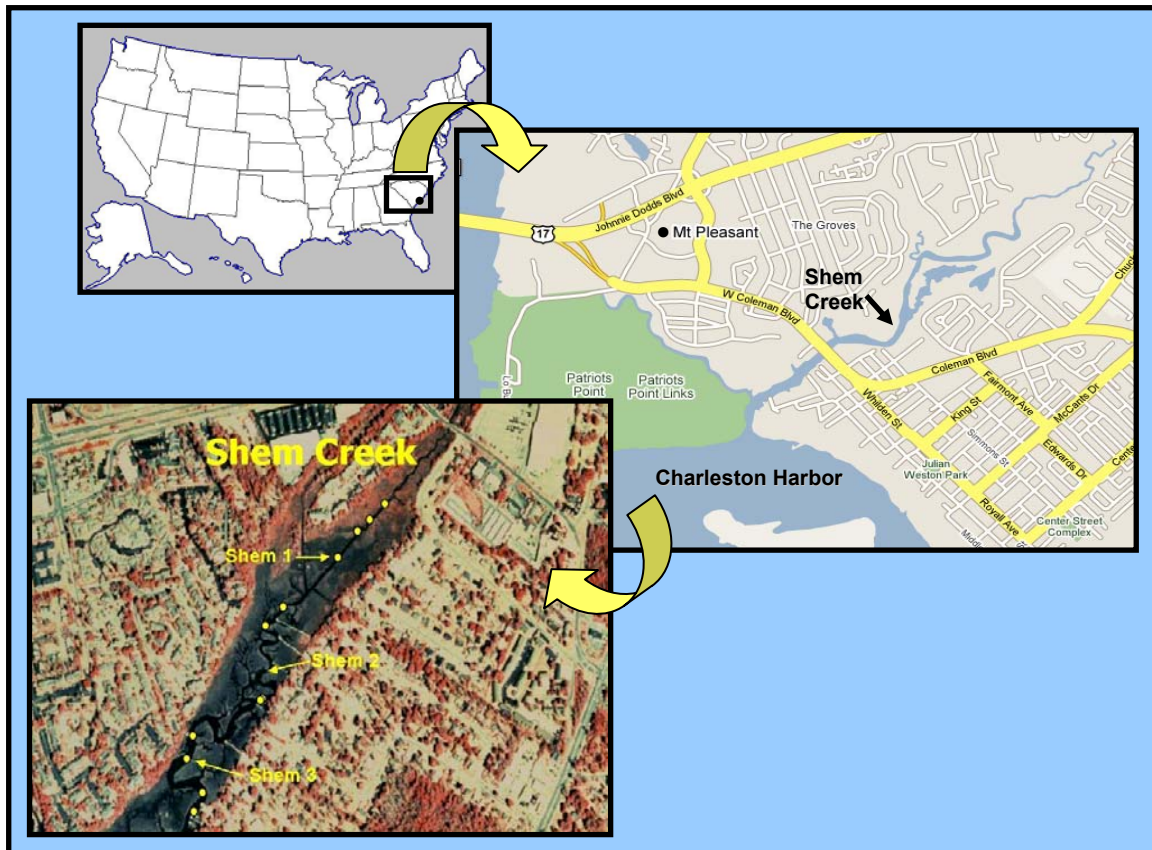 Johnnie Dodds Blvd
17
Mt Pleasant
The Groves
Shem
Creek
W Coleman Blvd
Coleman Blvd
Patriots
Point
Patriots
Point Links
Whilden St
King St
Fairmont Ave
McCants Dr
Simmons St
Edwards Dr
Julian
Weston Park
Royall Ave
Center Street
Complex
Charleston Harbor
Shem Creek
Shem 1
Shem 2
Shem 3